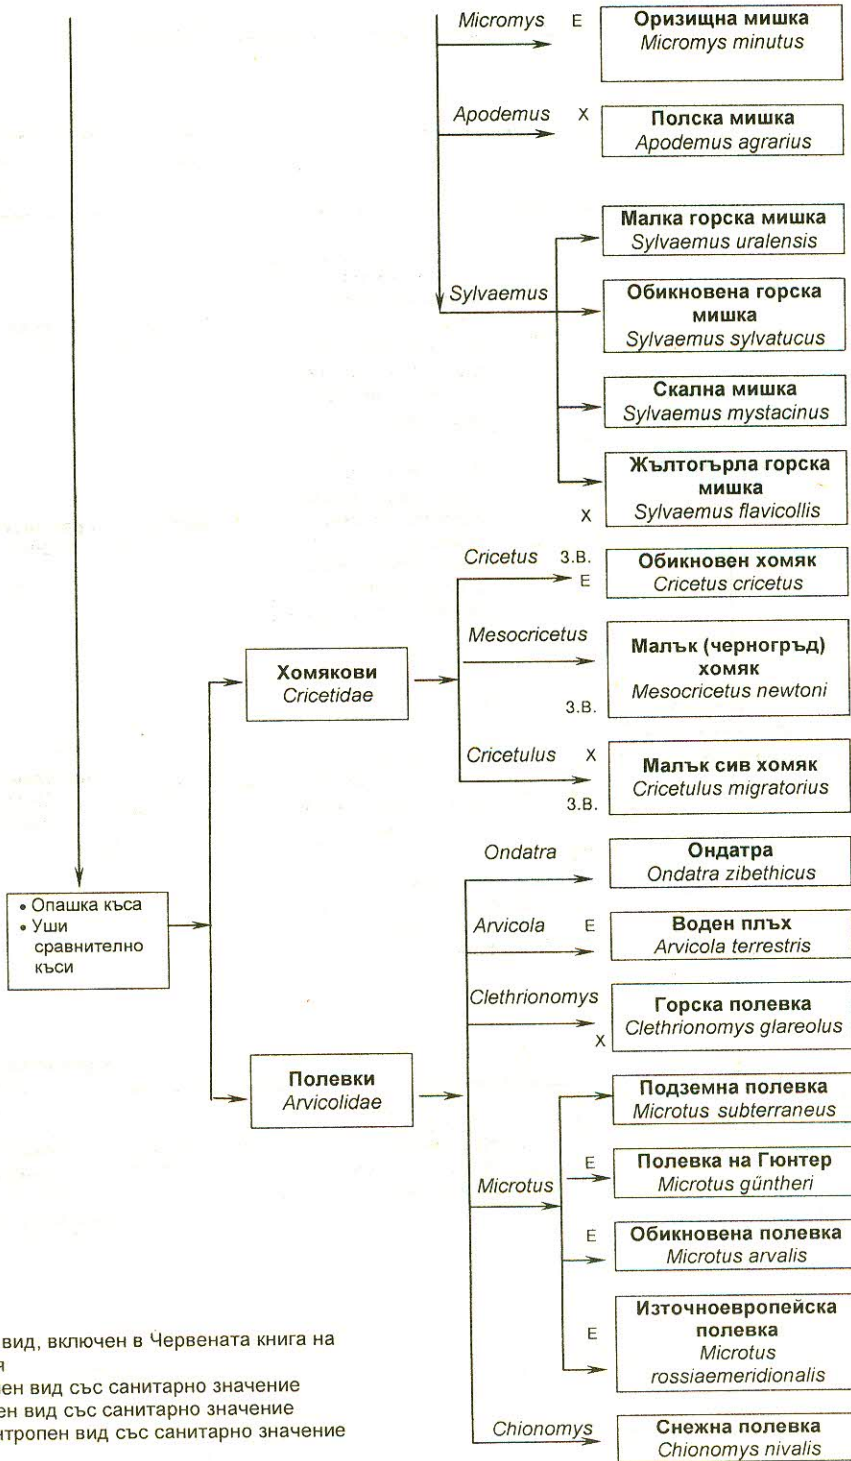 Micromys E
Оризищна мишка
Micromys minutus
Apodemus X
Полска мишка
Apodemus agrarius
Малка горска мишка
Sylvaemus uralensis
Sylvaemus
Обикновена горска
мишка
Sylvaemus sylvatucus
Скална мишка
Sylvaemus mystacinus
Жълтогърла горска
мишка
X
Sylvaemus flavicollis
Cricetus З.В.
E
Обикновен хомяк
Cricetus cricetus
Mesocricetus
Малък (черногръд)
хомяк
Mesocricetus newtoni
З.В.
Хомякови
Cricetidae
Cricetulus X
З.В.
Малък сив хомяк
Cricetulus migratorius
Ondatra
Ондатра
Ondatra zibethicus
• Опашка къса
• Уши
сравнително
къси
Arvicola E
Воден плъх
Arvicola terrestris
Clethrionomys
X
Горска полевка
Clethrionomys glareolus
Полевки
Arvicolidae
Подземна полевка
Microtus subterraneus
Microtus
E
Полевка на Гюнтер
Microtus gűntheri
E
Обикновена полевка
Microtus arvalis
E
Източноевропейска
полевка
Microtus
rossiaemeridionalis
Chionomys
Снежна полевка
Chionomys nivalis
вид, включен в Червената книга на
я
ен вид със санитарно значение
ен вид със санитарно значение
нтропен вид със санитарно значение